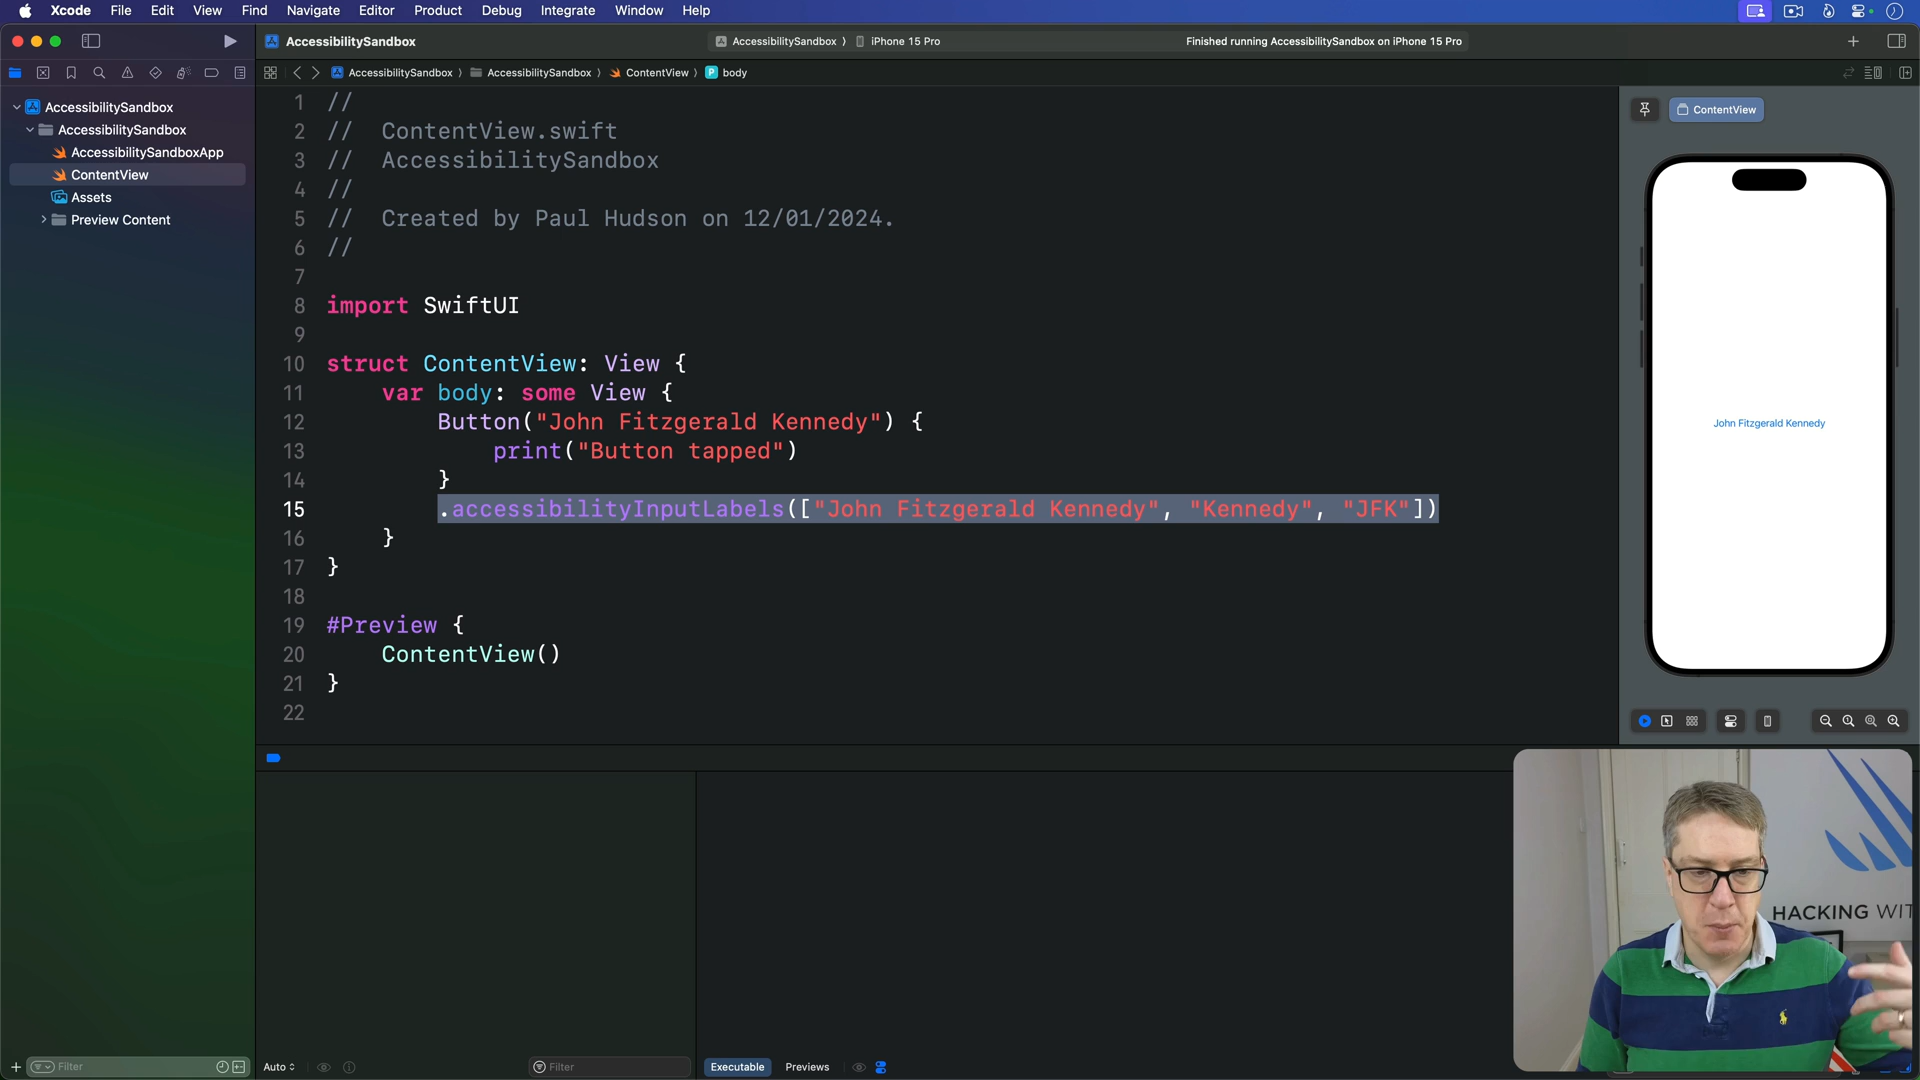 Xcode File Edit View Find Navigate Editor Product Debug Integrate Window Help
AccessibilitySandbox
AccessibilitySandbox iPhone 15 Pro
Finished running AccessibilitySandbox on iPhone 15 Pro
AccessibilitySandbox AccessibilitySandbox ContentView body
AccessibilitySandbox
AccessibilitySandbox
AccessibilitySandboxApp
ContentView
Assets
Preview Content
Filter
1 //
2 // ContentView.swift
3 // AccessibilitySandbox
4 //
5 // Created by Paul Hudson on 12/01/2024.
6 //
7
8 import SwiftUI
9
10 struct ContentView: View {
11 var body: some View {
12 Button("John Fitzgerald Kennedy") {
13 print("Button tapped")
14 }
15 .accessibilityInputLabels(["John Fitzgerald Kennedy", "Kennedy", "JFK"])
16 }
17 }
18
19 #Preview {
20 ContentView()
21 }
22
ContentView
John Fitzgerald Kennedy
HACKING WIT
Auto
Filter
Executable Previews